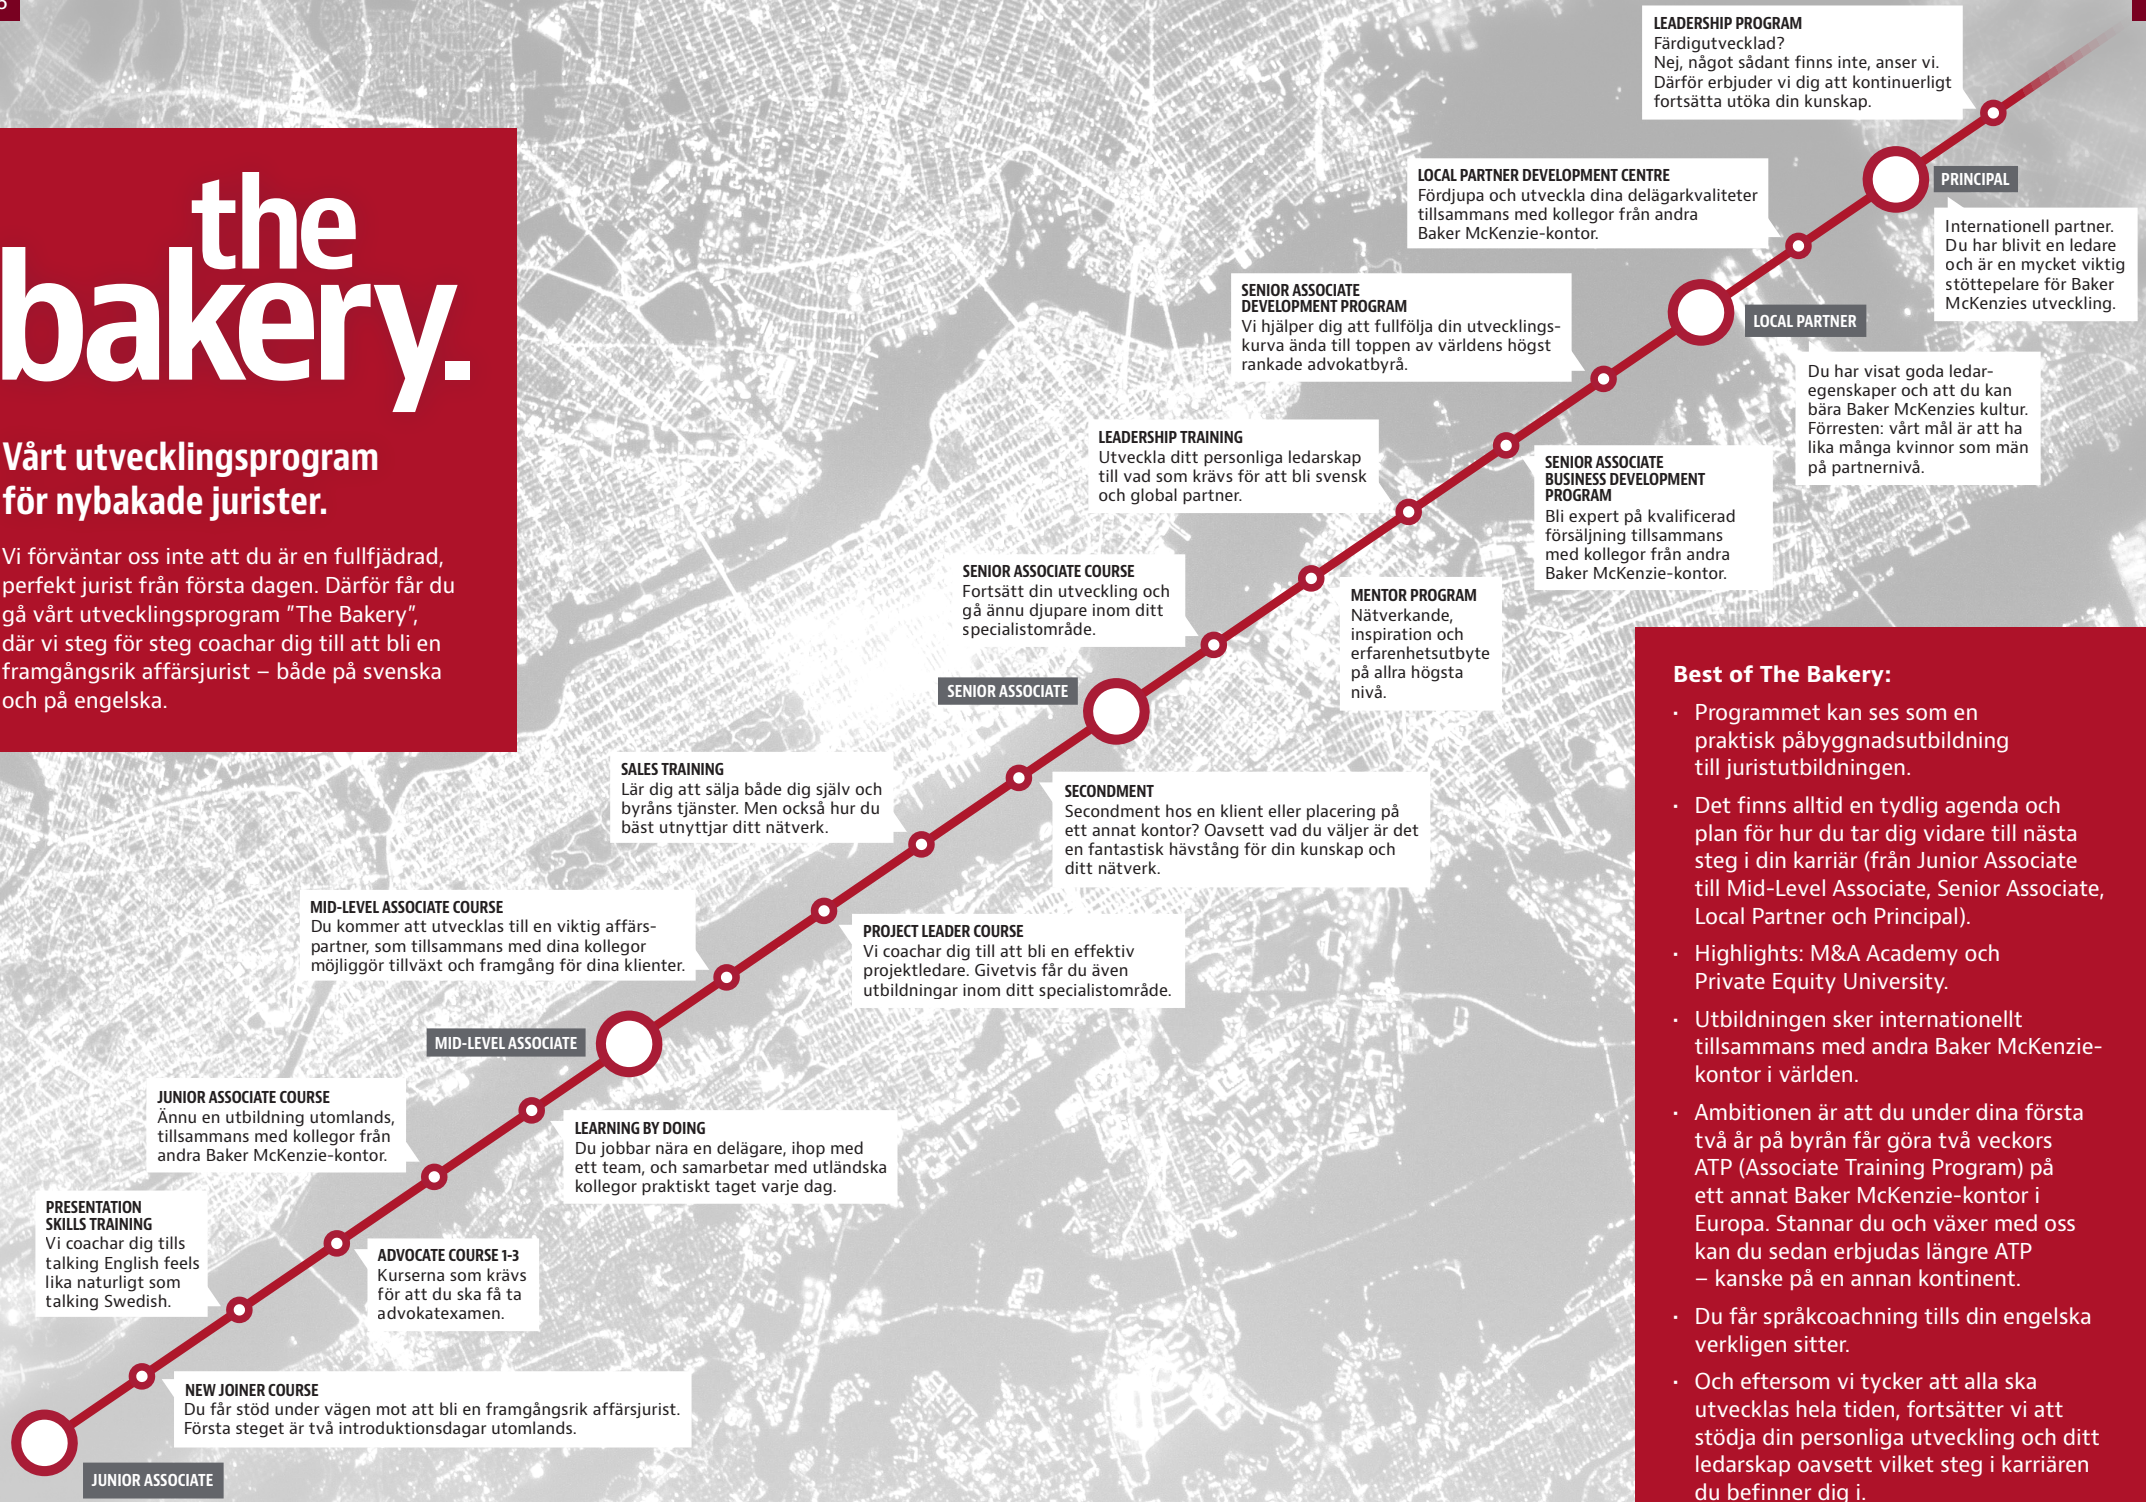 the
bakery.
Vårt utvecklingsprogram
för nybakade jurister.
Vi förväntar oss inte att du är en fullfjädrad,
perfekt jurist från första dagen. Därför får du
gå vårt utvecklingsprogram ”The Bakery”,
där vi steg för steg coachar dig till att bli en
framgångsrik affärsjurist – både på svenska
och på engelska.
LEADERSHIP PROGRAM
Färdigutvecklad?
Nej, något sådant finns inte, anser vi.
Därför erbjuder vi dig att kontinuerligt
fortsätta utöka din kunskap.
PRINCIPAL
Internationell partner.
Du har blivit en ledare
och är en mycket viktig
stöttepelare för Baker
McKenzies utveckling.
LOCAL PARTNER DEVELOPMENT CENTRE
Fördjupa och utveckla dina delägarkvaliteter
tillsammans med kollegor från andra
Baker McKenzie-kontor.
LOCAL PARTNER
Du har visat goda ledar-
egenskaper och att du kan
bära Baker McKenzies kultur.
Förresten: vårt mål är att ha
lika många kvinnor som män
på partnernivå.
SENIOR ASSOCIATE
DEVELOPMENT PROGRAM
Vi hjälper dig att fullfölja din utvecklings-
kurva ända till toppen av världens högst
rankade advokatbyrå.
SENIOR ASSOCIATE
BUSINESS DEVELOPMENT
PROGRAM
Bli expert på kvalificerad
försäljning tillsammans
med kollegor från andra
Baker McKenzie-kontor.
LEADERSHIP TRAINING
Utveckla ditt personliga ledarskap
till vad som krävs för att bli svensk
och global partner.
MENTOR PROGRAM
Nätverkande,
inspiration och
erfarenhetsutbyte
på allra högsta
nivå.
SENIOR ASSOCIATE COURSE
Fortsätt din utveckling och
gå ännu djupare inom ditt
specialistområde.
SENIOR ASSOCIATE
SECONDMENT
Secondment hos en klient eller placering på
ett annat kontor? Oavsett vad du väljer är det
en fantastisk hävstång för din kunskap och
ditt nätverk.
SALES TRAINING
Lär dig att sälja både dig själv och
byråns tjänster. Men också hur du
bäst utnyttjar ditt nätverk.
PROJECT LEADER COURSE
Vi coachar dig till att bli en effektiv
projektledare. Givetvis får du även
utbildningar inom ditt specialistområde.
MID-LEVEL ASSOCIATE COURSE
Du kommer att utvecklas till en viktig affärs-
partner, som tillsammans med dina kollegor
möjliggör tillväxt och framgång för dina klienter.
MID-LEVEL ASSOCIATE
LEARNING BY DOING
Du jobbar nära en delägare, ihop med
ett team, och samarbetar med utländska
kollegor praktiskt taget varje dag.
JUNIOR ASSOCIATE COURSE
Ännu en utbildning utomlands,
tillsammans med kollegor från
andra Baker McKenzie-kontor.
ADVOCATE COURSE 1-3
Kurserna som krävs
för att du ska få ta
advokatexamen.
PRESENTATION
SKILLS TRAINING
Vi coachar dig tills
talking English feels
lika naturligt som
talking Swedish.
NEW JOINER COURSE
Du får stöd under vägen mot att bli en framgångsrik affärsjurist.
Första steget är två introduktionsdagar utomlands.
JUNIOR ASSOCIATE
Best of The Bakery:
· Programmet kan ses som en
praktisk påbyggnadsutbildning
till juristutbildningen.
· Det finns alltid en tydlig agenda och
plan för hur du tar dig vidare till nästa
steg i din karriär (från Junior Associate
till Mid-Level Associate, Senior Associate,
Local Partner och Principal).
· Highlights: M&A Academy och
Private Equity University.
· Utbildningen sker internationellt
tillsammans med andra Baker McKenzie-
kontor i världen.
· Ambitionen är att du under dina första
två år på byrån får göra två veckors
ATP (Associate Training Program) på
ett annat Baker McKenzie-kontor i
Europa. Stannar du och växer med oss
kan du sedan erbjudas längre ATP
– kanske på en annan kontinent.
· Du får språkcoachning tills din engelska
verkligen sitter.
· Och eftersom vi tycker att alla ska
utvecklas hela tiden, fortsätter vi att
stödja din personliga utveckling och ditt
ledarskap oavsett vilket steg i karriären
du befinner dig i.